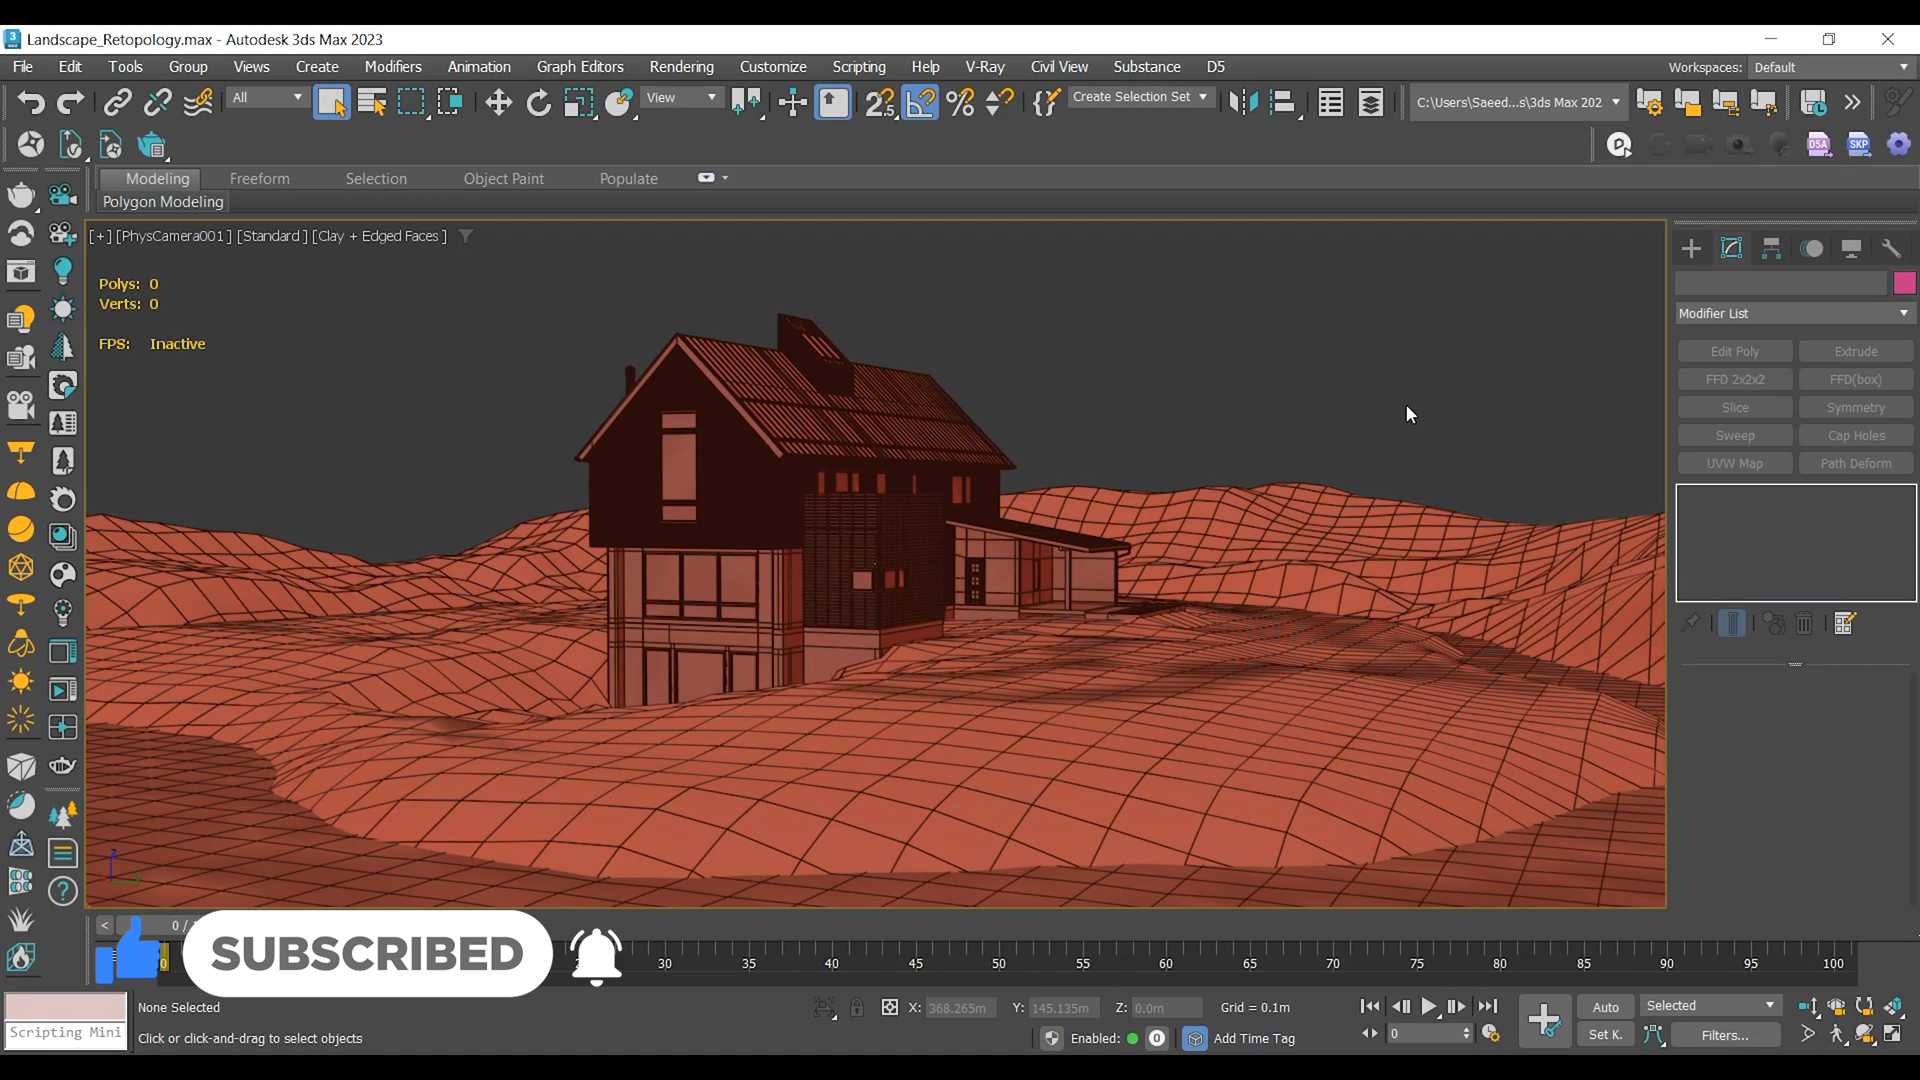 Landscape_Retopology.max - Autodesk 3ds Max 2023
File Edit Tools Group Views Create Modifiers Animation Graph Editors Rendering Customize Scripting Help V-Ray Civil View Substance D5 Workspaces: Default
All View Create Selection Set C:\Users\Saeed...s\3ds Max 202
D5A SKP
Modeling Freeform Selection Object Paint Populate
Polygon Modeling
[+] [PhysCamera001] [Standard] [Clay + Edged Faces]
Polys: 0
Verts: 0
FPS: Inactive
Modifier List
Edit Poly Extrude
FFD 2x2x2 FFD(box)
Slice Symmetry
Sweep Cap Holes
UVW Map Path Deform
z
0 /
SUBSCRIBED
0 30 35 40 45 50 55 60 65 70 75 80 85 90 95 100
None Selected X: 368.265m Y: 145.135m Z: 0.0m Grid = 0.1m Auto Selected
Scripting Mini Click or click-and-drag to select objects Enabled: 0 Add Time Tag 0 Set K. Filters...